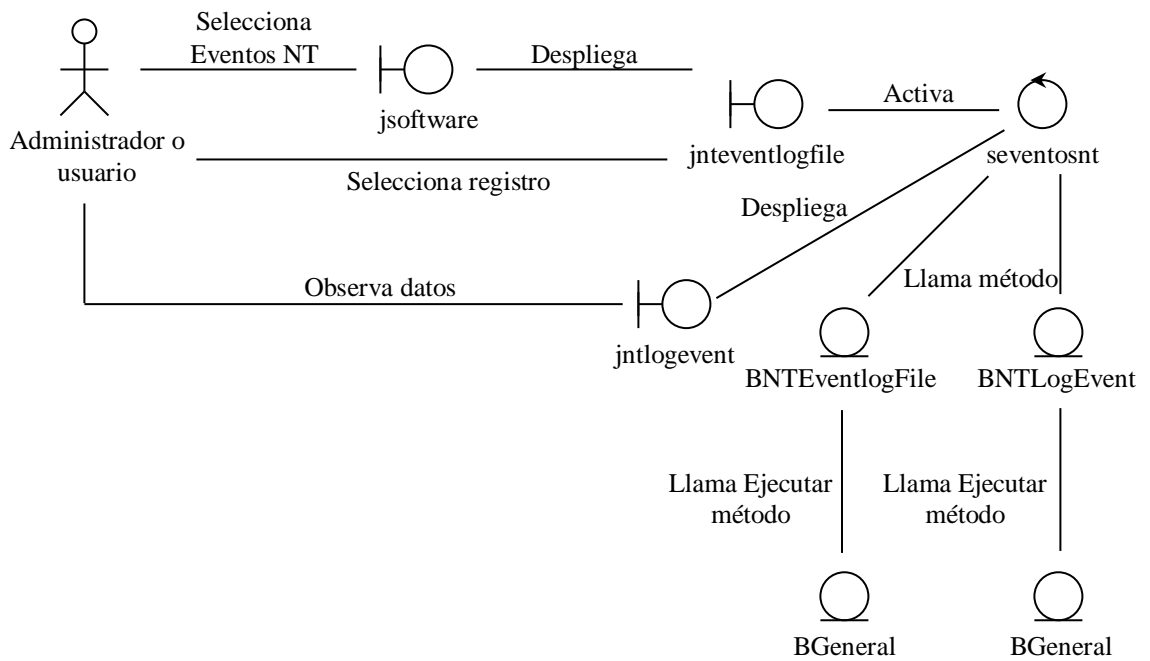 Selecciona
Eventos NT
Despliega
jsoftware
Activa
Administrador o
usuario
jnteventlogfile
seventosnt
Selecciona registro
Despliega
Llama método
Observa datos
jntlogevent
BNTEventlogFile
BNTLogEvent
Llama Ejecutar
método
Llama Ejecutar
método
BGeneral
BGeneral